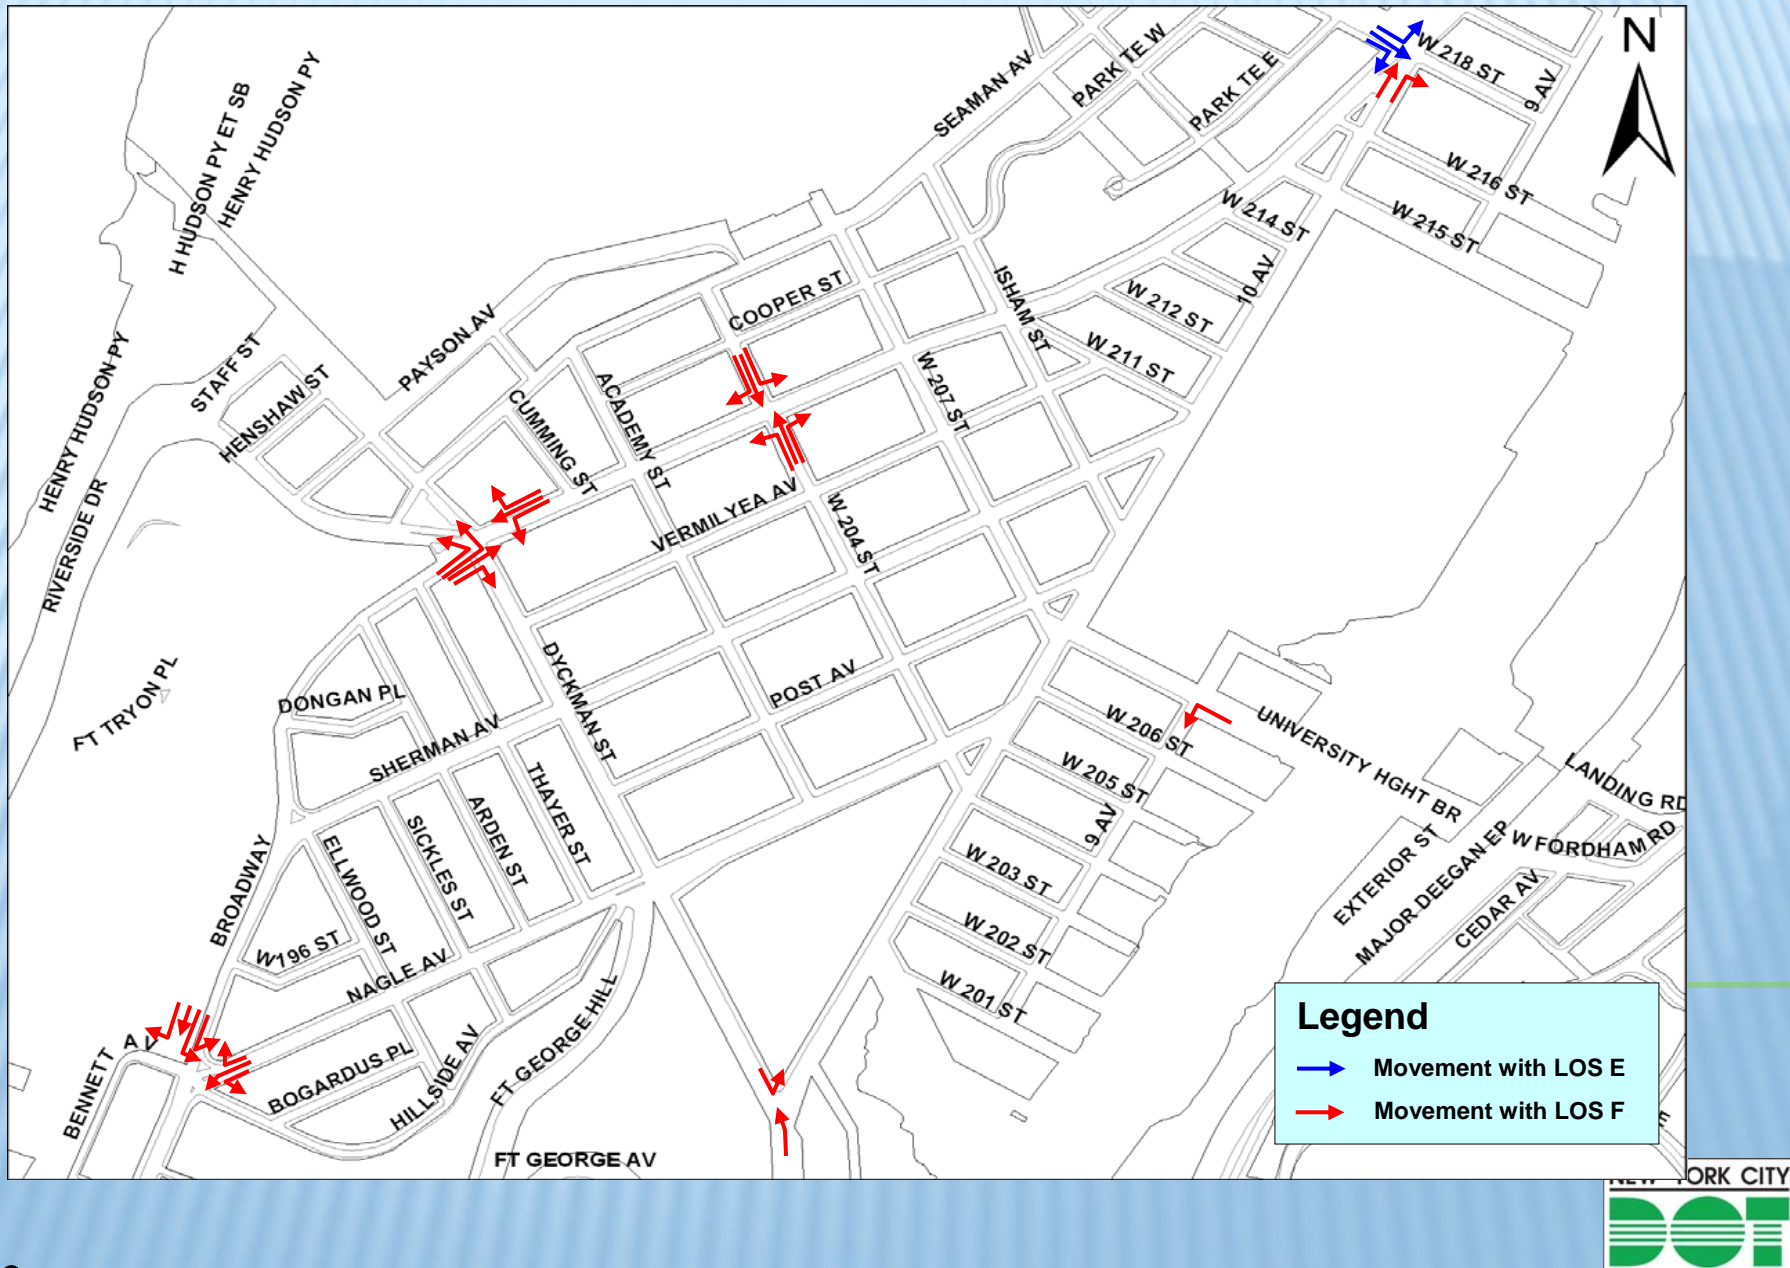 N
SEAMAN AV
PARK TE W
PARK TE E
W 218 ST
9 AV
W 216 ST
W 215 ST
W 214 ST
10 AV
W 212 ST
W 211 ST
ISHAM ST
W 207 ST
H HUDSON PY ET SB
HENRY HUDSON PY
HENRY HUDSON PY
RIVERSIDE DR
STAFF ST
HENSHAW ST
PAYSON AV
COOPER ST
CUMMING ST
ACADEMY ST
VERMILYEA AV
W 204 ST
FT TRYON PL
DONGAN PL
SHERMAN AV
DYCKMAN ST
POST AV
W 206 ST
UNIVERSITY HGHT BR
W 205 ST
9 AV
LANDING RD
W FORDHAM RD
EXTERIOR ST
MAJOR DEEGAN EP
CEDAR AV
BROADWAY
ELLWOOD ST
SICKLES ST
ARDEN ST
THAYER ST
W 203 ST
W 202 ST
W 201 ST
W 196 ST
NAGLE AV
BENNETT AV
BOGARDUS PL
HILLSIDE AV
FT GEORGE HILL
FT GEORGE AV
Legend
Movement with LOS E
Movement with LOS F
ORK CITY
DOT